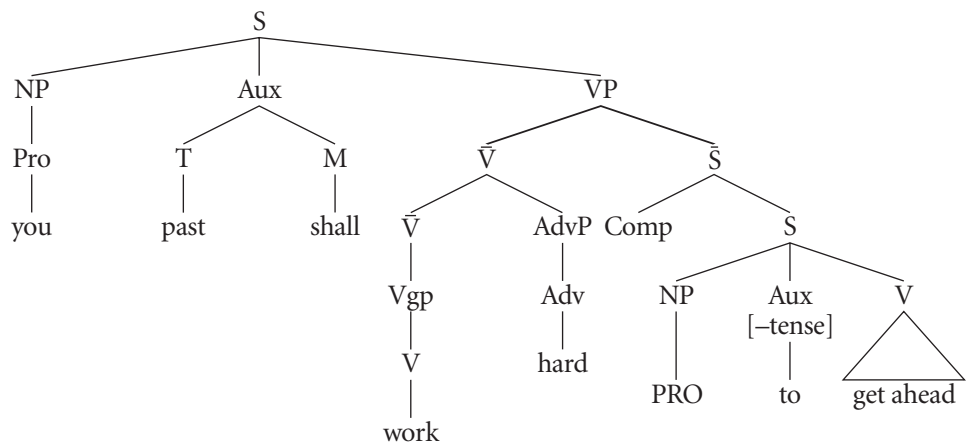 S
NP Aux VP
Pro T M V̄ S̄
you past shall V̄ AdvP Comp S
Vgp Adv NP Aux V
[–tense]
V hard PRO to get ahead
work